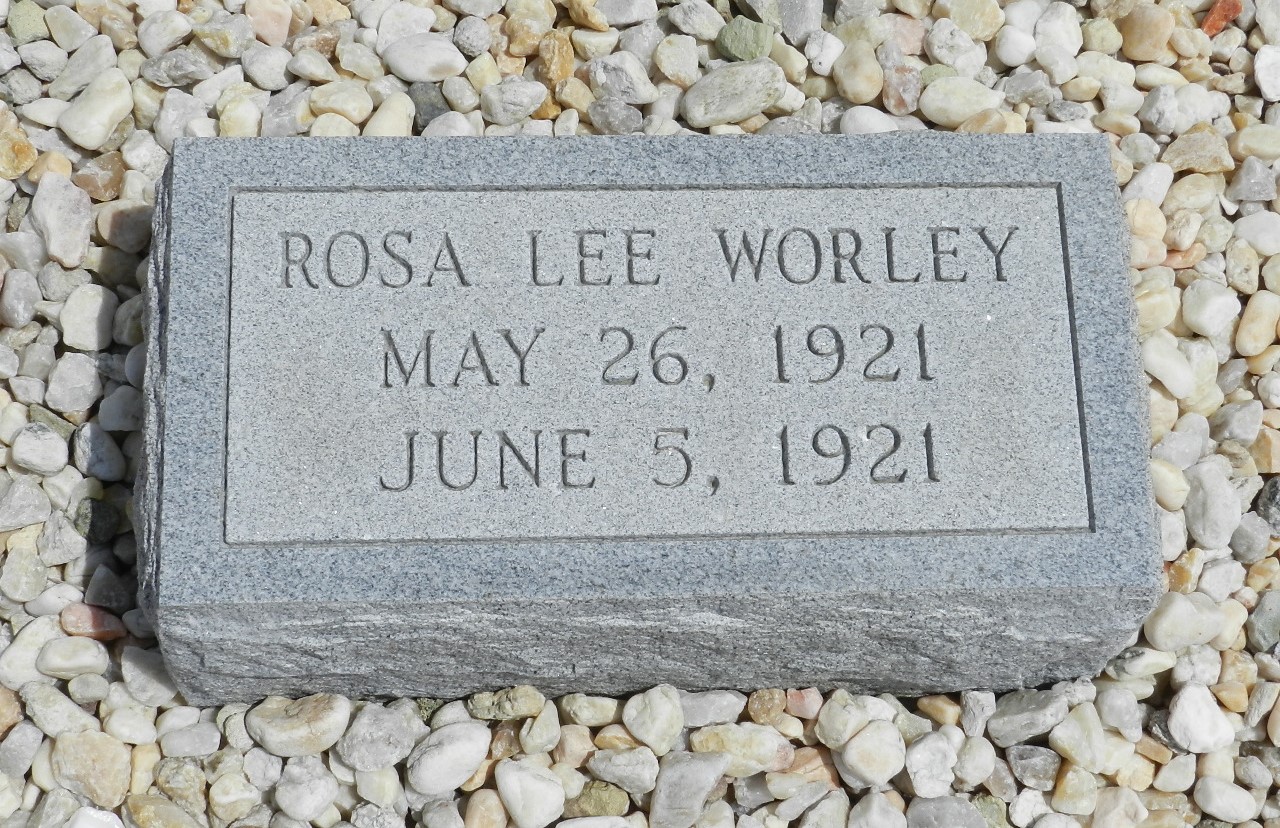 ROSA LEE WORLEY
MAY 26, 1921
JUNE 5, 1921